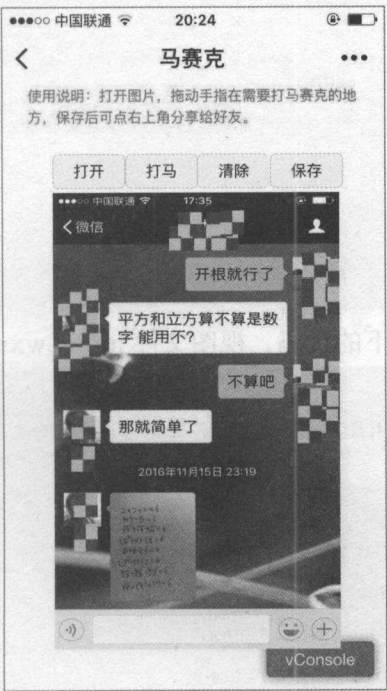 中国联通 20:24
马赛克
使用说明：打开图片，拖动手指在需要打马赛克的地
方，保存后可点右上角分享给好友。
打开 打马 清除 保存
中国联通 17:35
微信
开根就行了
平方和立方算不算是数
字 能用不?
不算吧
那就简单了
2016年11月15日 23:19
vConsole